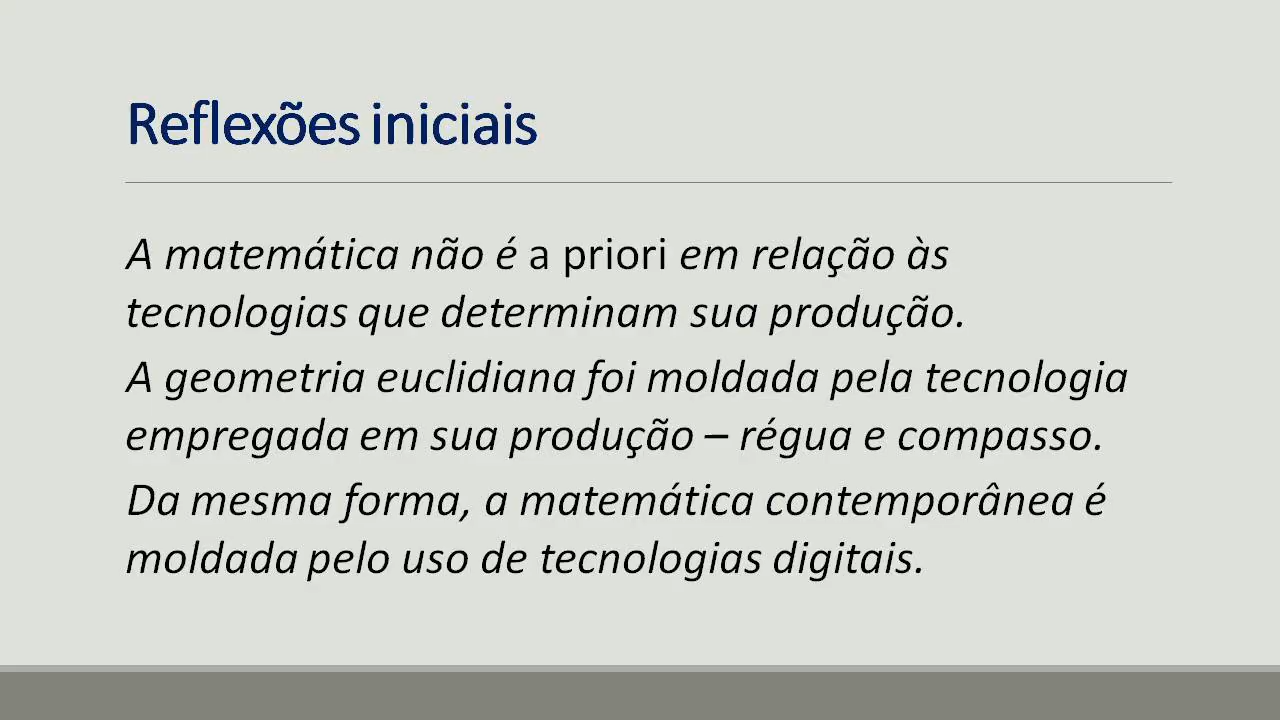 Reflexões iniciais
A matemática não é a priori em relação às
tecnologias que determinam sua produção.
A geometria euclidiana foi moldada pela tecnologia
empregada em sua produção – régua e compasso.
Da mesma forma, a matemática contemporânea é
moldada pelo uso de tecnologias digitais.